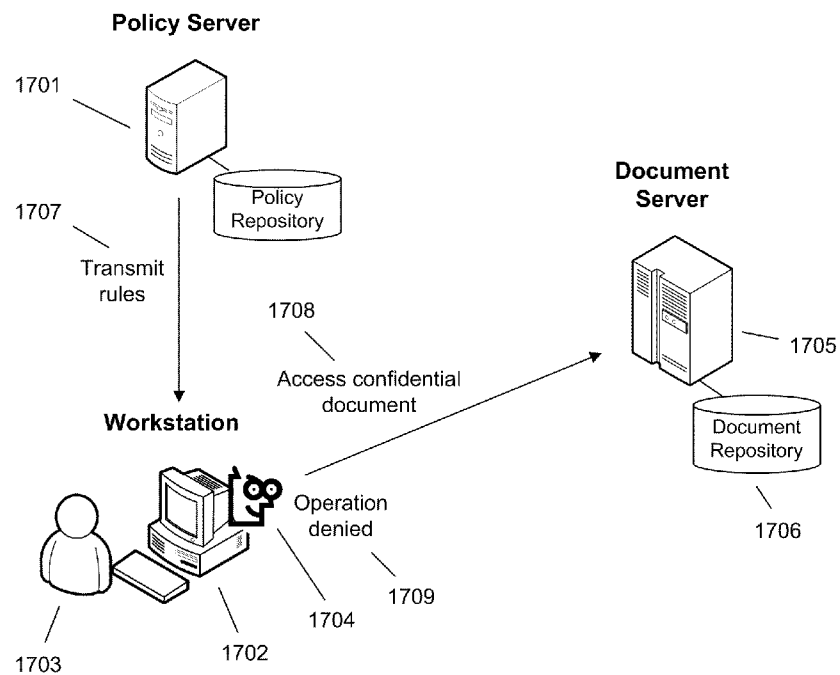 Policy Server
1701
Policy
Repository
Document
Server
1707
Transmit
rules
1708
1705
Access confidential
document
Workstation
Document
Repository
Operation
denied
1706
1709
1704
1702
1703